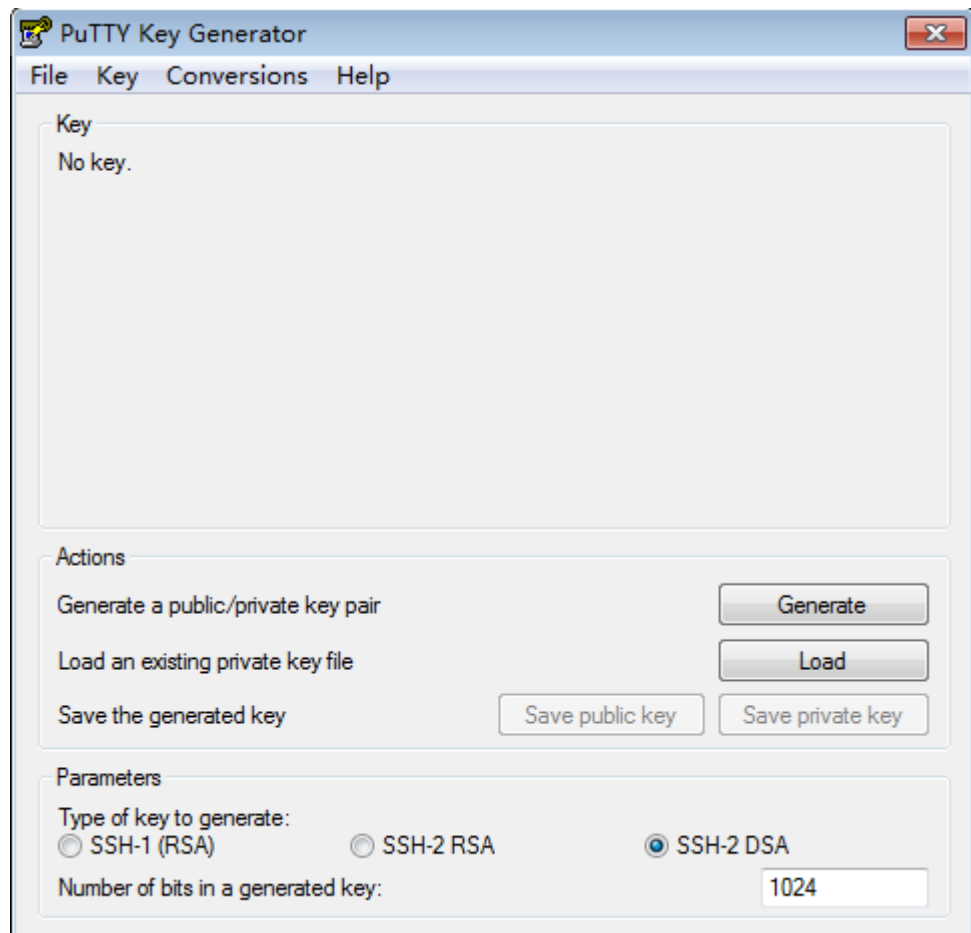 PuTTY Key Generator
File Key Conversions Help
Key
No key.
Actions
Generate a public/private key pair Generate
Load an existing private key file Load
Save the generated key Save public key Save private key
Parameters
Type of key to generate:
SSH-1 (RSA) SSH-2 RSA SSH-2 DSA
Number of bits in a generated key: 1024